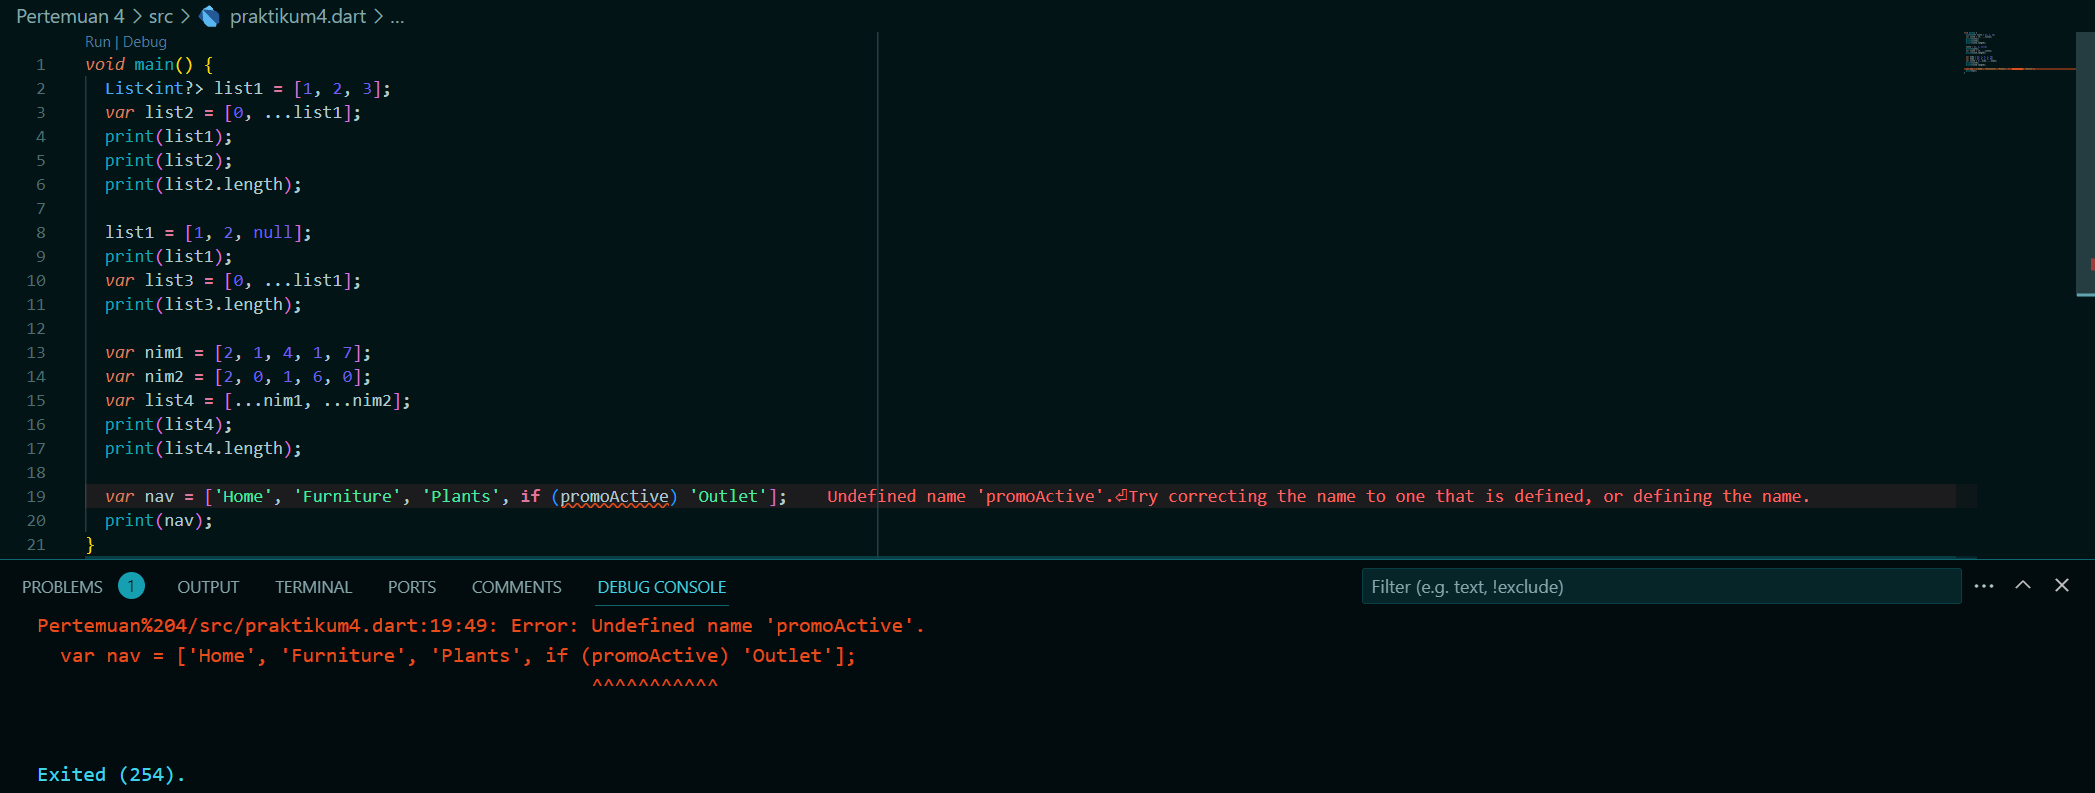 Pertemuan 4 > src > praktikum4.dart > ...
Run | Debug
1 void main() {
2   List<int?> list1 = [1, 2, 3];
3   var list2 = [0, ...list1];
4   print(list1);
5   print(list2);
6   print(list2.length);
7
8   list1 = [1, 2, null];
9   print(list1);
10   var list3 = [0, ...list1];
11   print(list3.length);
12
13   var nim1 = [2, 1, 4, 1, 7];
14   var nim2 = [2, 0, 1, 6, 0];
15   var list4 = [...nim1, ...nim2];
16   print(list4);
17   print(list4.length);
18
19   var nav = ['Home', 'Furniture', 'Plants', if (promoActive) 'Outlet'];    Undefined name 'promoActive'.⏎Try correcting the name to one that is defined, or defining the name.
20   print(nav);
21 }
PROBLEMS 1 OUTPUT TERMINAL PORTS COMMENTS DEBUG CONSOLE Filter (e.g. text, !exclude)
Pertemuan%204/src/praktikum4.dart:19:49: Error: Undefined name 'promoActive'.
  var nav = ['Home', 'Furniture', 'Plants', if (promoActive) 'Outlet'];
^^^^^^^^^^^
Exited (254).